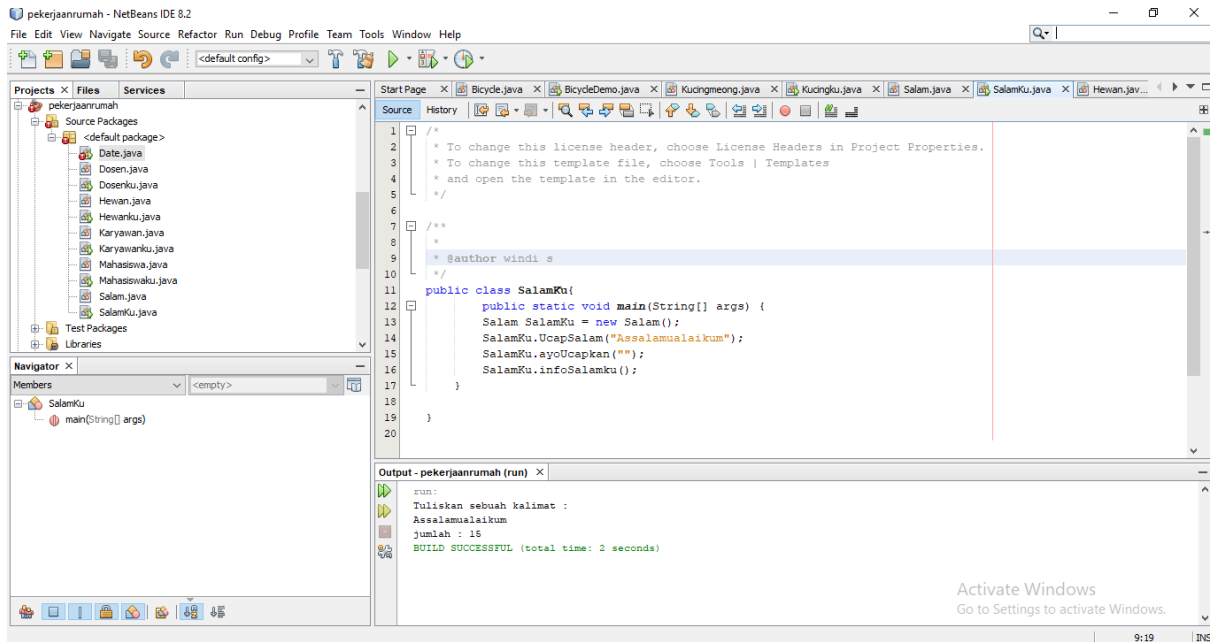 pekerjaanrumah - NetBeans IDE 8.2
File Edit View Navigate Source Refactor Run Debug Profile Team Tools Window Help
<default config>
Projects Files Services
pekerjaanrumah
Source Packages
<default package>
Date.java
Dosen.java
Dosenku.java
Hewan.java
Hewanku.java
Karyawan.java
Karyawanku.java
Mahasiswa.java
Mahasiswaku.java
Salam.java
SalamKu.java
Test Packages
Libraries
Navigator
Members <empty>
SalamKu
main(String[] args)
Start Page Bicycle.java BicycleDemo.java Kucingmeong.java Kucingku.java Salam.java SalamKu.java Hewan.jav...
Source History
1 /*
2 * To change this license header, choose License Headers in Project Properties.
3 * To change this template file, choose Tools | Templates
4 * and open the template in the editor.
5 */
6
7 /**
8 *
9 * @author windi s
10 */
11 public class SalamKu{
12 public static void main(String[] args) {
13 Salam SalamKu = new Salam();
14 SalamKu.UcapSalam("Assalamualaikum");
15 SalamKu.ayoUcapkan("");
16 SalamKu.infoSalamku();
17 }
18
19 }
20
Output - pekerjaanrumah (run)
run:
Tuliskan sebuah kalimat :
Assalamualaikum
jumlah : 15
BUILD SUCCESSFUL (total time: 2 seconds)
Activate Windows
Go to Settings to activate Windows.
9:19 INS